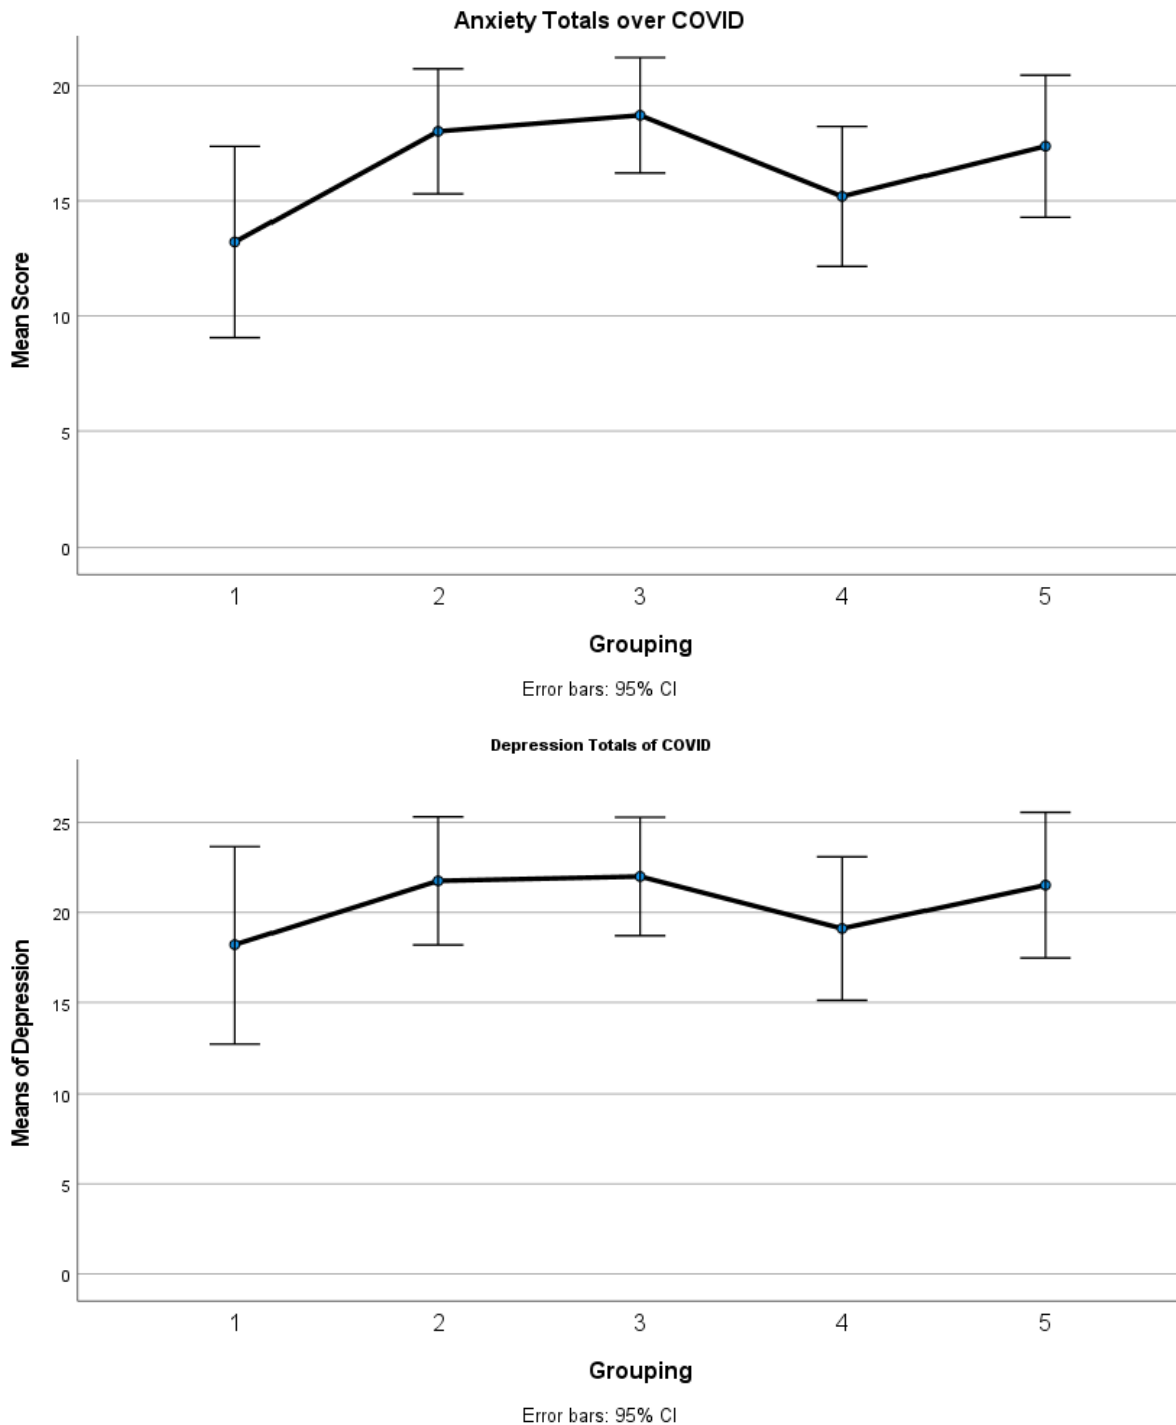 Anxiety Totals over COVID
Mean Score
20
15
10
5
0
1 2 3 4 5
Grouping
Error bars: 95% CI
Depression Totals of COVID
Means of Depression
25
20
15
10
5
0
1 2 3 4 5
Grouping
Error bars: 95% CI